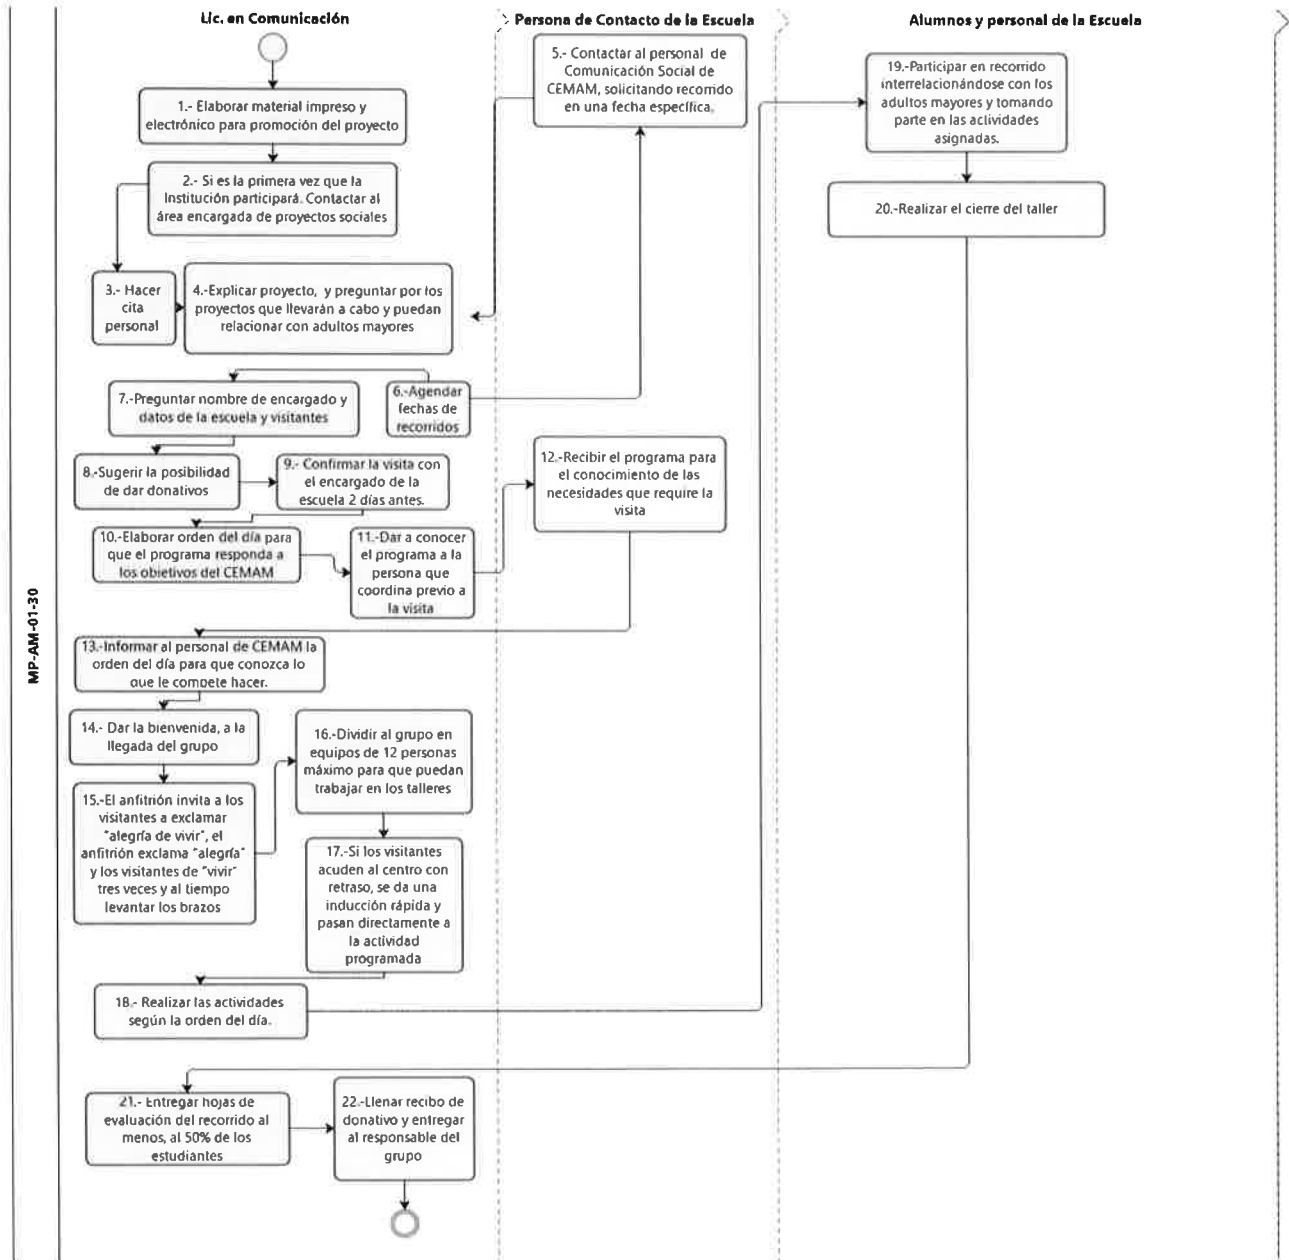 Lic. en Comunicación
Persona de Contacto de la Escuela
Alumnos y personal de la Escuela
MP-AM-01-30
1.- Elaborar material impreso y
electrónico para promoción del proyecto
2.- Si es la primera vez que la
Institución participará. Contactar al
área encargada de proyectos sociales
3.- Hacer
cita
personal
4.-Explicar proyecto, y preguntar por los
proyectos que llevarán a cabo y puedan
relacionar con adultos mayores
5.- Contactar al personal de
Comunicación Social de
CEMAM, solicitando recorrido
en una fecha específica.
6.-Agendar
fechas de
recorridos
7.-Preguntar nombre de encargado y
datos de la escuela y visitantes
8.-Sugerir la posibilidad
de dar donativos
9.- Confirmar la visita con
el encargado de la
escuela 2 días antes.
10.-Elaborar orden del día para
que el programa responda a
los objetivos del CEMAM
11.-Dar a conocer
el programa a la
persona que
coordina previo a
la visita
12.-Recibir el programa para
el conocimiento de las
necesidades que require la
visita
13.-Informar al personal de CEMAM la
orden del día para que conozca lo
que le compete hacer.
14.- Dar la bienvenida, a la
llegada del grupo
15.-El anfitrión invita a los
visitantes a exclamar
"alegría de vivir", el
anfitrión exclama "alegría"
y los visitantes de "vivir"
tres veces y al tiempo
levantar los brazos
16.-Dividir al grupo en
equipos de 12 personas
máximo para que puedan
trabajar en los talleres
17.-Si los visitantes
acuden al centro con
retraso, se da una
inducción rápida y
pasan directamente a
la actividad
programada
18.- Realizar las actividades
según la orden del día.
19.-Participar en recorrido
interrelacionándose con los
adultos mayores y tomando
parte en las actividades
asignadas.
20.-Realizar el cierre del taller
21.- Entregar hojas de
evaluación del recorrido al
menos, al 50% de los
estudiantes
22.-Llenar recibo de
donativo y entregar
al responsable del
grupo